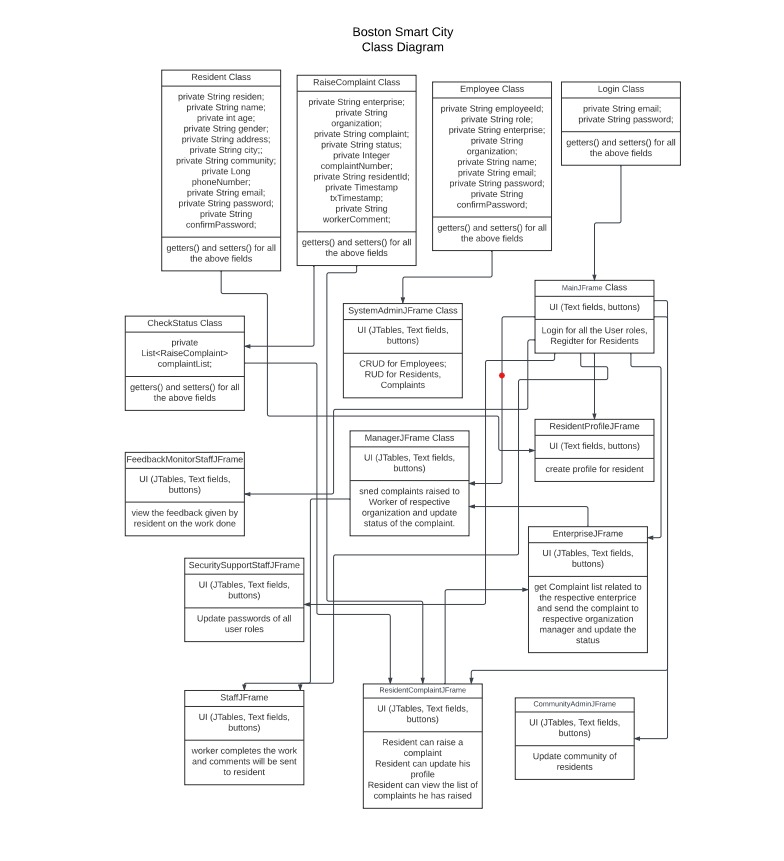 Boston Smart City
Class Diagram
Resident Class
private String residen;
private String name;
private int age;
private String gender;
private String address;
private String city;;
private String community;
private Long
phoneNumber;
private String email;
private String password;
private String
confirmPassword;
getters() and setters() for all
the above fields
RaiseComplaint Class
private String enterprise;
private String
organization;
private String complaint;
private String status;
private Integer
complaintNumber;
private String residentId;
private Timestamp
txTimestamp;
private String
workerComment;
getters() and setters() for all
the above fields
Employee Class
private String employeeId;
private String role;
private String enterprise;
private String
organization;
private String name;
private String email;
private String password;
private String
confirmPassword;
getters() and setters() for all
the above fields
Login Class
private String email;
private String password;
getters() and setters() for all
the above fields
MainJFrame Class
UI (Text fields, buttons)
Login for all the User roles,
Regidter for Residents
SystemAdminJFrame Class
UI (JTables, Text fields,
buttons)
CRUD for Employees;
RUD for Residents,
Complaints
CheckStatus Class
private
List<RaiseComplaint>
complaintList;
getters() and setters() for all
the above fields
ResidentProfileJFrame
UI (Text fields, buttons)
create profile for resident
ManagerJFrame Class
UI (JTables, Text fields,
buttons)
sned complaints raised to
Worker of respective
organization and update
status of the complaint.
FeedbackMonitorStaffJFrame
UI (JTables, Text fields,
buttons)
view the feedback given by
resident on the work done
EnterpriseJFrame
UI (JTables, Text fields,
buttons)
get Complaint list related to
the respective enterprice
and send the complaint to
respective organization
manager and update the
status
SecuritySupportStaffJFrame
UI (JTables, Text fields,
buttons)
Update passwords of all
user roles
StaffJFrame
UI (JTables, Text fields,
buttons)
worker completes the work
and comments will be sent
to resident
ResidentComplaintJFrame
UI (JTables, Text fields,
buttons)
Resident can raise a
complaint
Resident can update his
profile
Resident can view the list of
complaints he has raised
CommunityAdminJFrame
UI (JTables, Text fields,
buttons)
Update community of
residents